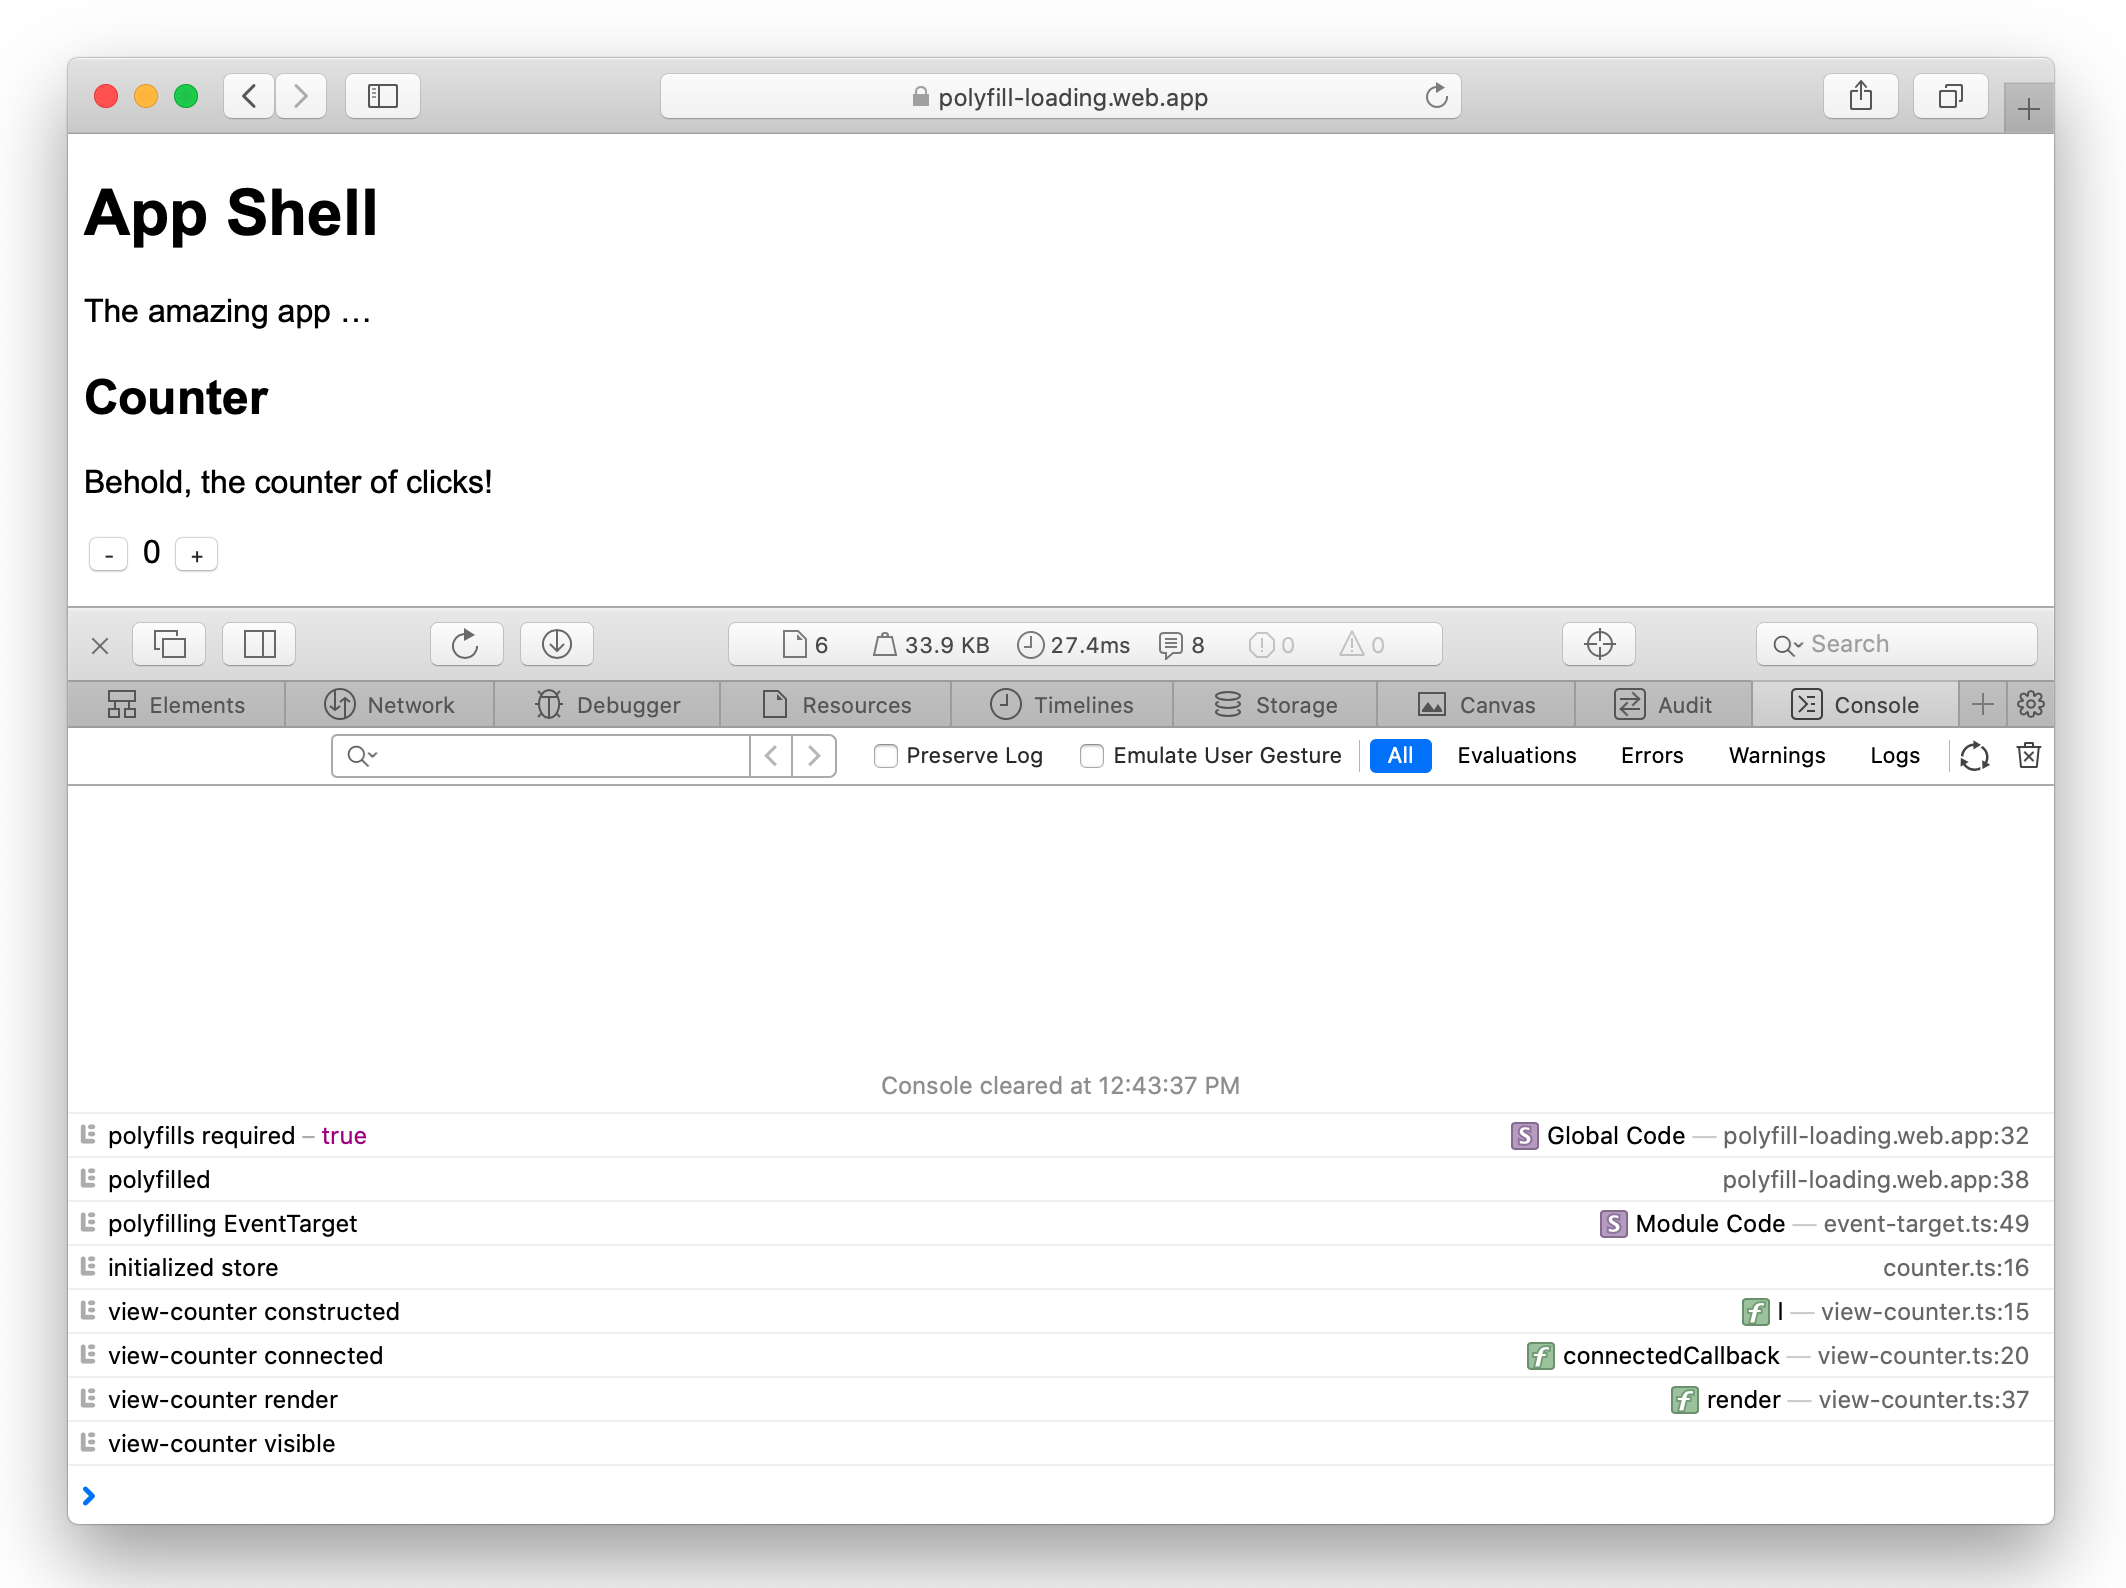 polyfill-loading.web.app
App Shell
The amazing app …
Counter
Behold, the counter of clicks!
- 0 +
6 33.9 KB 27.4ms 8 0 0 Search
Elements Network Debugger Resources Timelines Storage Canvas Audit Console
Preserve Log Emulate User Gesture All Evaluations Errors Warnings Logs
Console cleared at 12:43:37 PM
polyfills required – true S Global Code — polyfill-loading.web.app:32
polyfilled polyfill-loading.web.app:38
polyfilling EventTarget S Module Code — event-target.ts:49
initialized store counter.ts:16
view-counter constructed f l — view-counter.ts:15
view-counter connected f connectedCallback — view-counter.ts:20
view-counter render f render — view-counter.ts:37
view-counter visible